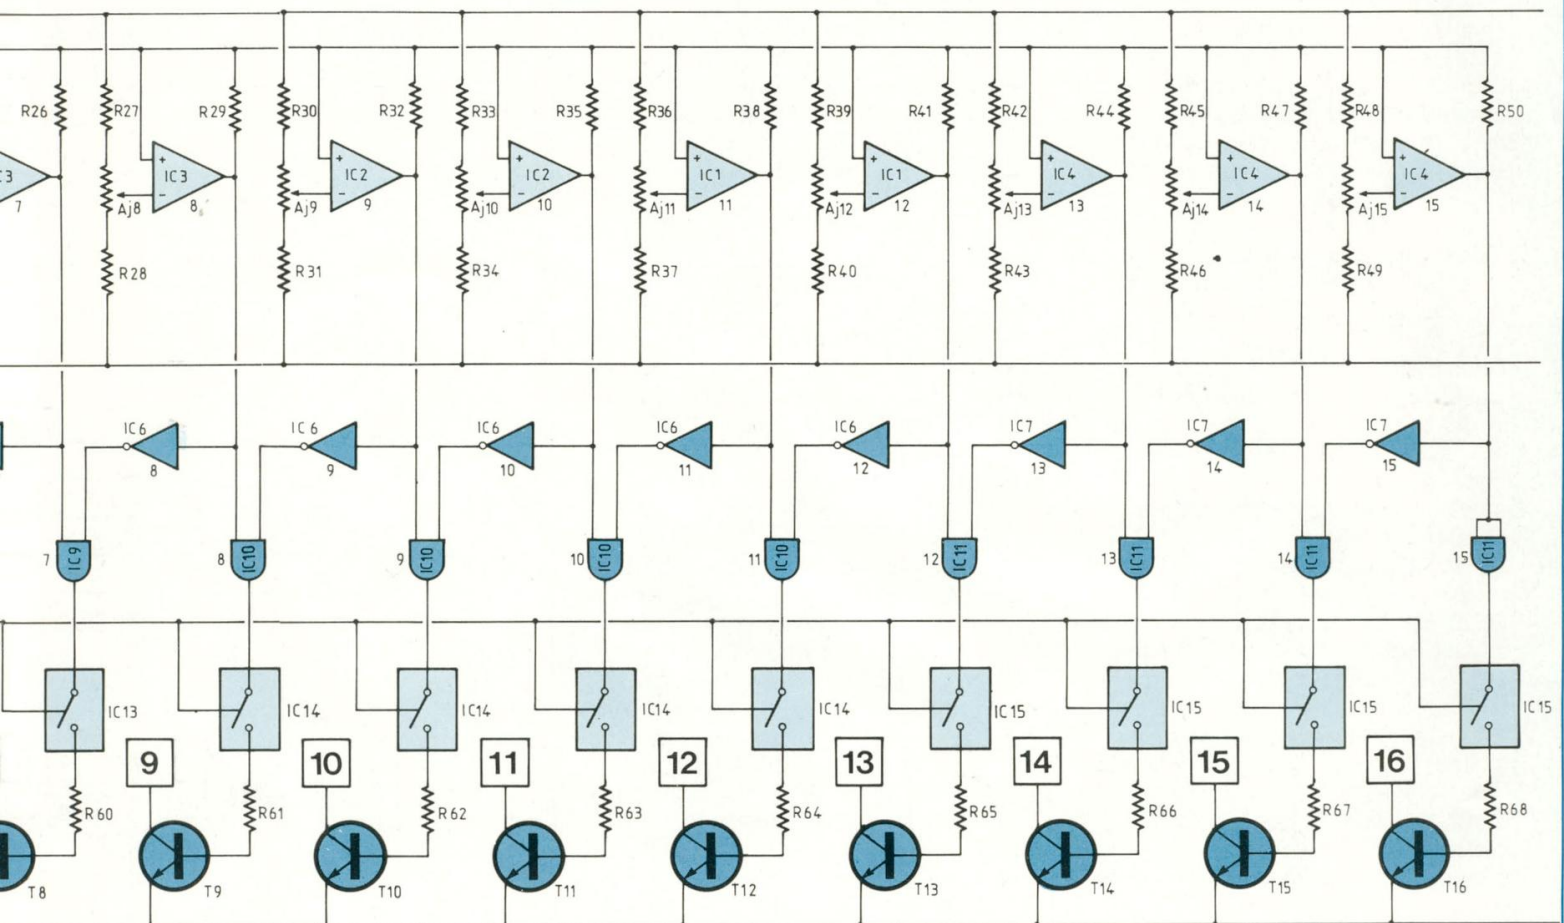 R26 R27 R29 R30 R32 R33 R35 R36 R38 R39 R41 R42 R44 R45 R47 R48 R50
+ + + + + + + +
IC3 IC3 IC2 IC2 IC1 IC1 IC4 IC4 IC4
− − − − − − − −
7 Aj8 8 Aj9 9 Aj10 10 Aj11 11 Aj12 12 Aj13 13 Aj14 14 Aj15 15
R28 R31 R34 R37 R40 R43 R46 R49
IC6 IC6 IC6 IC6 IC6 IC7 IC7 IC7
8 9 10 11 12 13 14 15
7 IC9 8 IC10 9 IC10 10 IC10 11 IC10 12 IC11 13 IC11 14 IC11 15 IC11
IC13 IC14 IC14 IC14 IC14 IC15 IC15 IC15 IC15
9 10 11 12 13 14 15 16
R60 R61 R62 R63 R64 R65 R66 R67 R68
T8 T9 T10 T11 T12 T13 T14 T15 T16